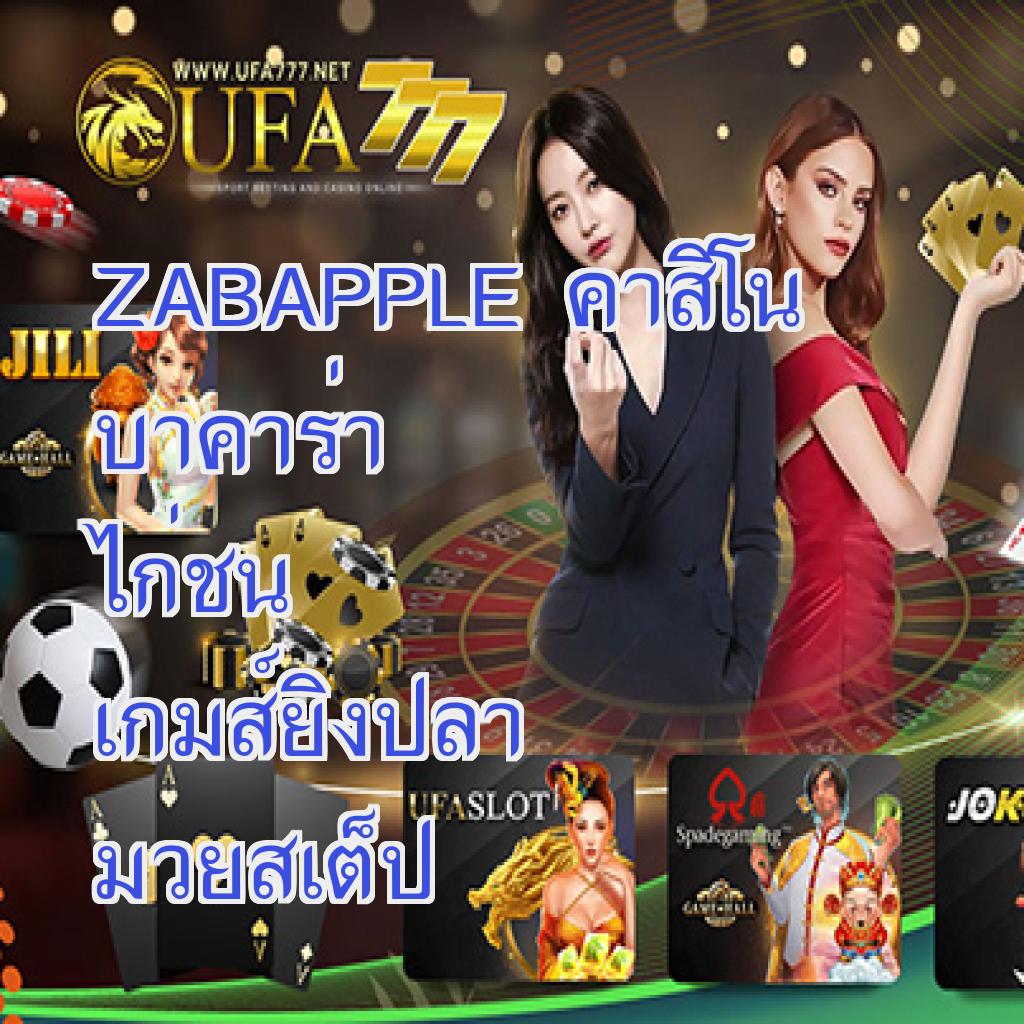 WWW.UFA777.NET
UFA777
SPORT BETTING AND CASINO ONLINE
ZABAPPLE คาสิโน
JILI
บาคาร่า
GAME HALL
ไก่ชน
เกมส์ยิงปลา
UFASLOT
Spadegaming™
มวยสเต็ป
GAME HALL